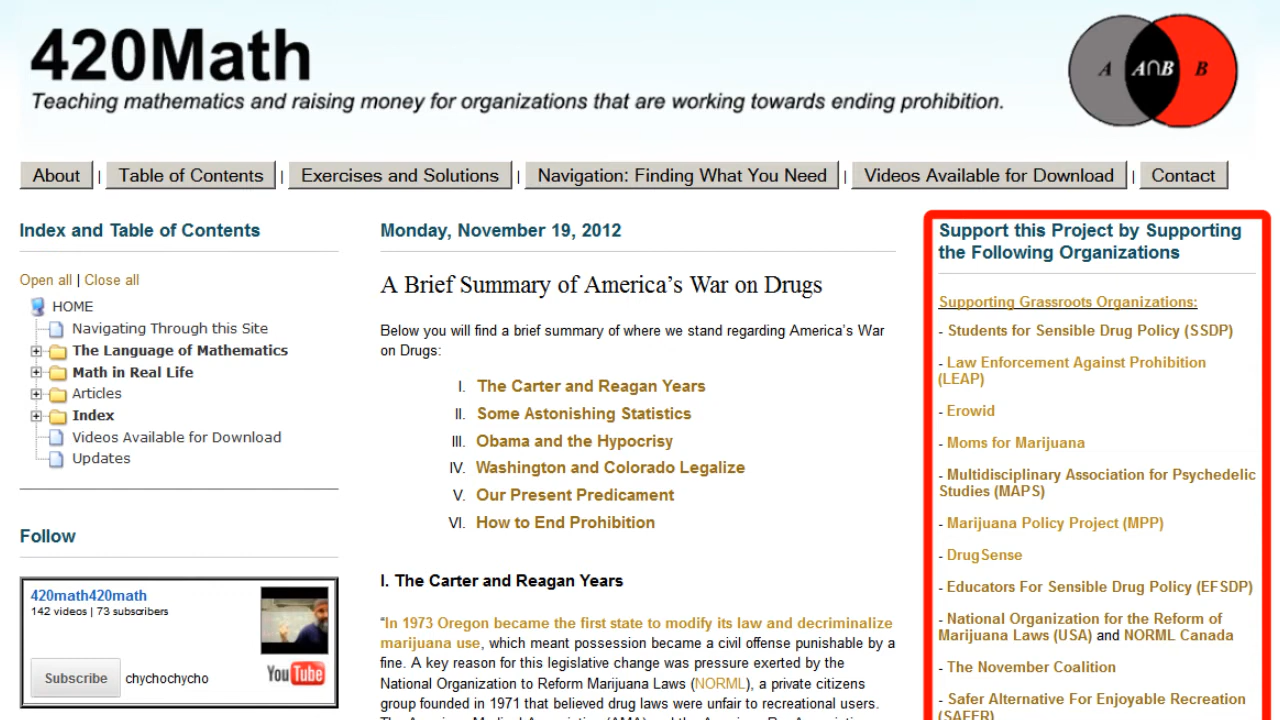 420Math
Teaching mathematics and raising money for organizations that are working towards ending prohibition.
A A∩B B
About | Table of Contents | Exercises and Solutions | Navigation: Finding What You Need | Videos Available for Download | Contact
Index and Table of Contents
Open all | Close all
HOME
Navigating Through this Site
The Language of Mathematics
Math in Real Life
Articles
Index
Videos Available for Download
Updates
Follow
420math420math
142 videos | 73 subscribers
Subscribe chychochycho
YouTube
Monday, November 19, 2012
A Brief Summary of America's War on Drugs
Below you will find a brief summary of where we stand regarding America's War
on Drugs:
I. The Carter and Reagan Years
II. Some Astonishing Statistics
III. Obama and the Hypocrisy
IV. Washington and Colorado Legalize
V. Our Present Predicament
VI. How to End Prohibition
I. The Carter and Reagan Years
"In 1973 Oregon became the first state to modify its law and decriminalize
marijuana use, which meant possession became a civil offense punishable by a
fine. A key reason for this legislative change was pressure exerted by the
National Organization to Reform Marijuana Laws (NORML), a private citizens
group founded in 1971 that believed drug laws were unfair to recreational users.
Support this Project by Supporting
the Following Organizations
Supporting Grassroots Organizations:
- Students for Sensible Drug Policy (SSDP)
- Law Enforcement Against Prohibition
(LEAP)
- Erowid
- Moms for Marijuana
- Multidisciplinary Association for Psychedelic
Studies (MAPS)
- Marijuana Policy Project (MPP)
- DrugSense
- Educators For Sensible Drug Policy (EFSDP)
- National Organization for the Reform of
Marijuana Laws (USA) and NORML Canada
- The November Coalition
- Safer Alternative For Enjoyable Recreation
(SAFER)